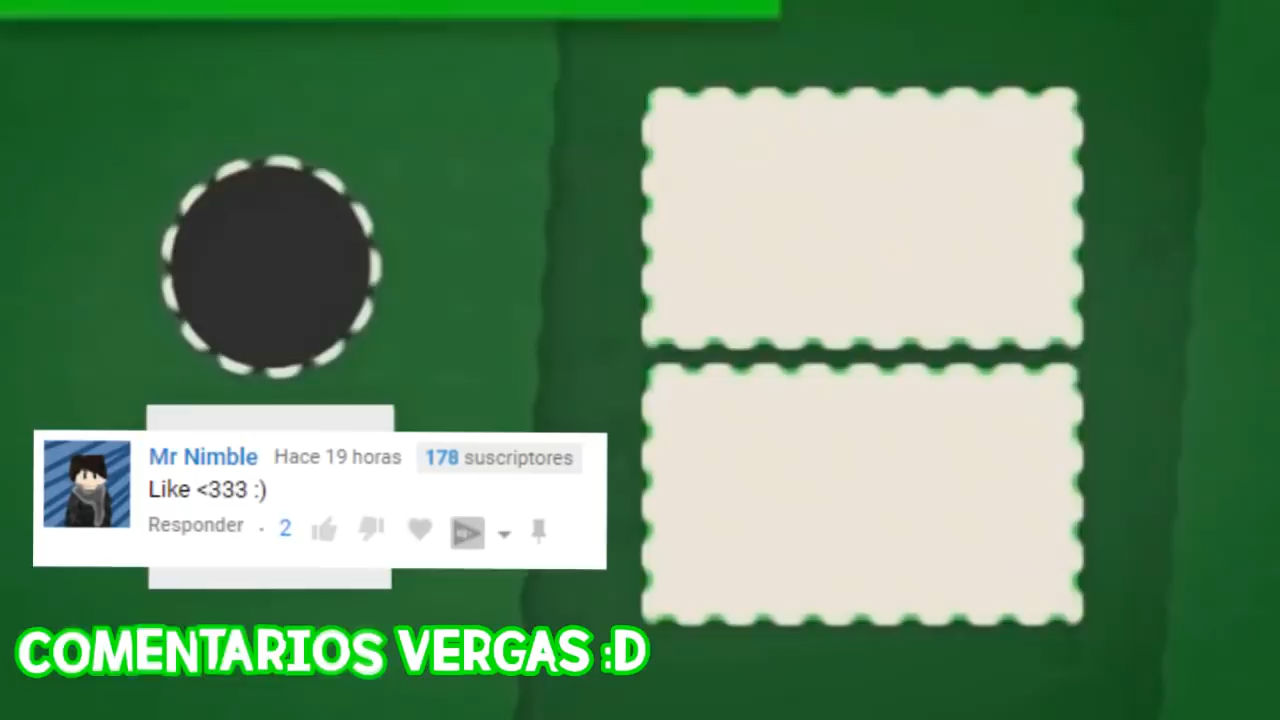 Mr Nimble Hace 19 horas 178 suscriptores
Like <333 :)
Responder . 2
COMENTARIOS VERGAS :D